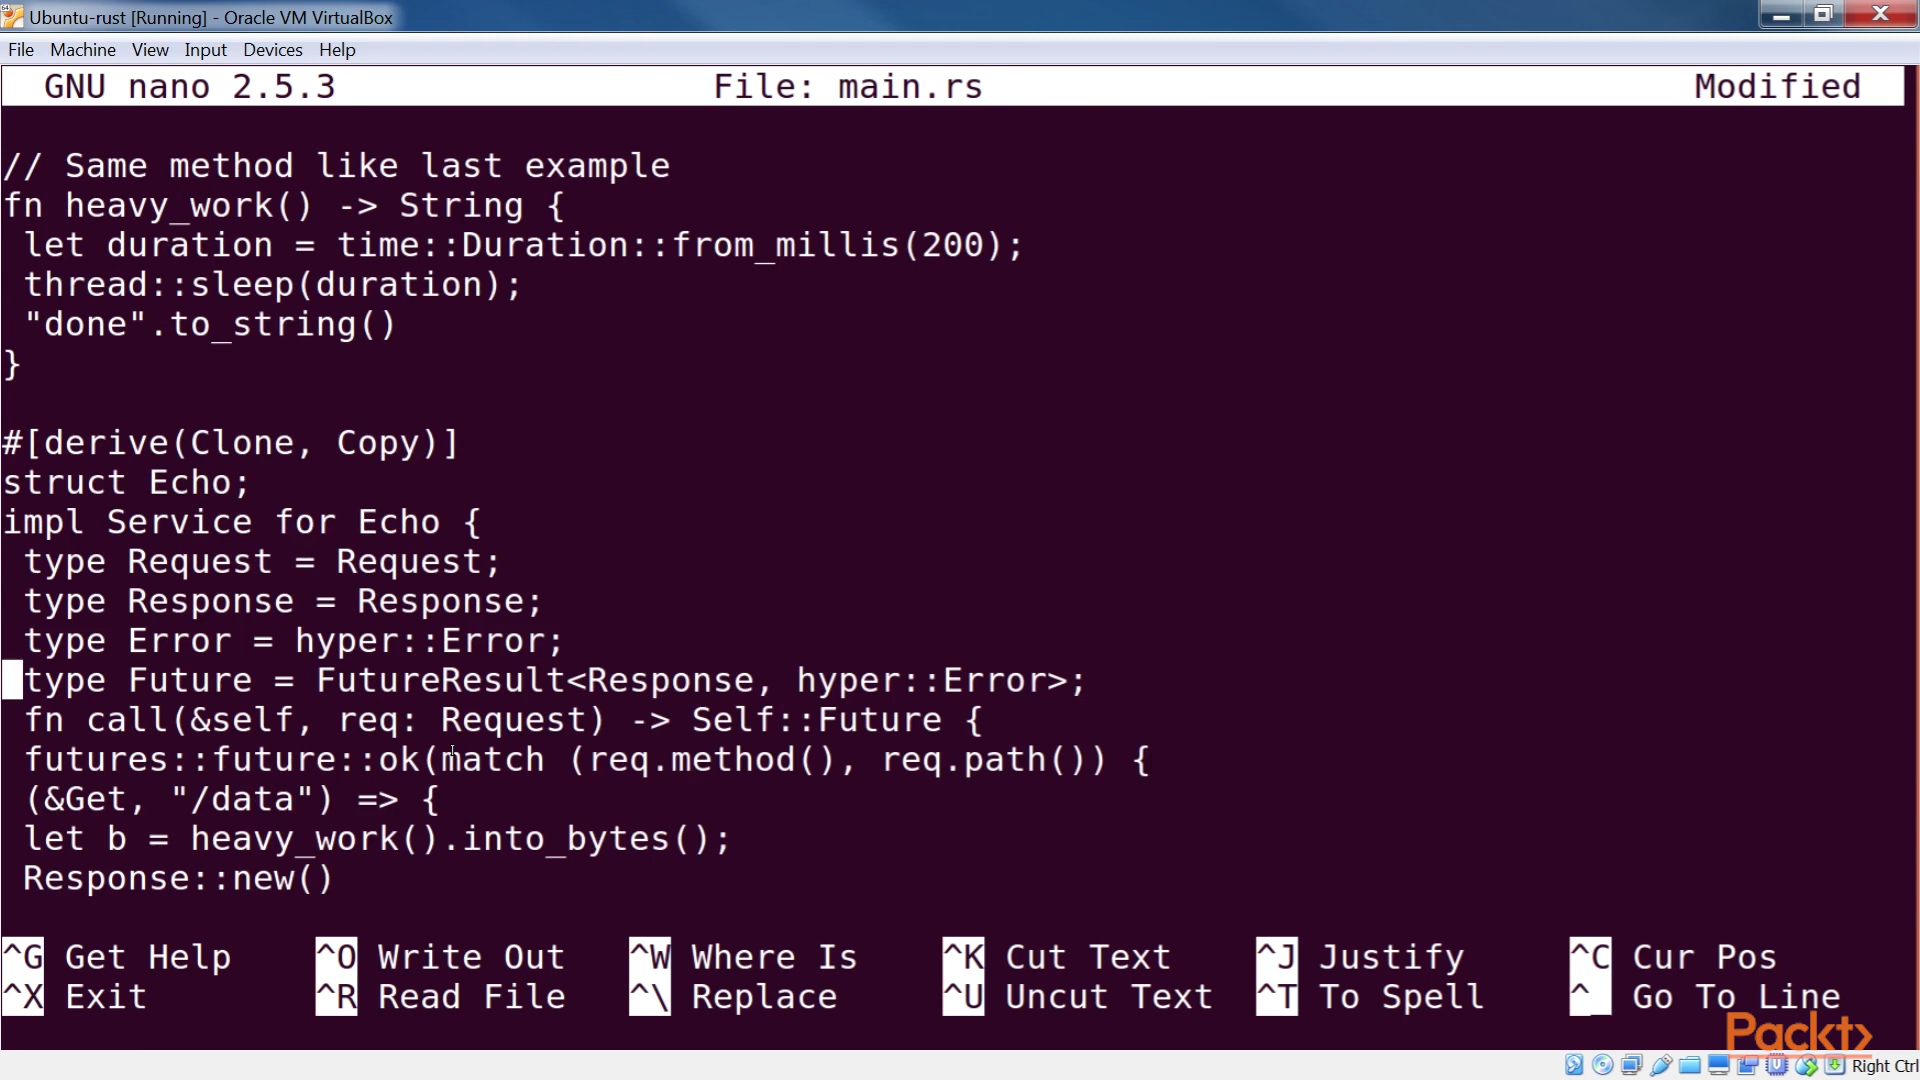 Ubuntu-rust [Running] - Oracle VM VirtualBox
File Machine View Input Devices Help
GNU nano 2.5.3 File: main.rs Modified
// Same method like last example
fn heavy_work() -> String {
 let duration = time::Duration::from_millis(200);
 thread::sleep(duration);
 "done".to_string()
}
#[derive(Clone, Copy)]
struct Echo;
impl Service for Echo {
 type Request = Request;
 type Response = Response;
 type Error = hyper::Error;
 type Future = FutureResult<Response, hyper::Error>;
 fn call(&self, req: Request) -> Self::Future {
 futures::future::ok(match (req.method(), req.path()) {
 (&Get, "/data") => {
 let b = heavy_work().into_bytes();
 Response::new()
^G Get Help ^O Write Out ^W Where Is ^K Cut Text ^J Justify ^C Cur Pos
^X Exit ^R Read File ^\ Replace ^U Uncut Text ^T To Spell ^_ Go To Line
Packt>
Right Ctrl